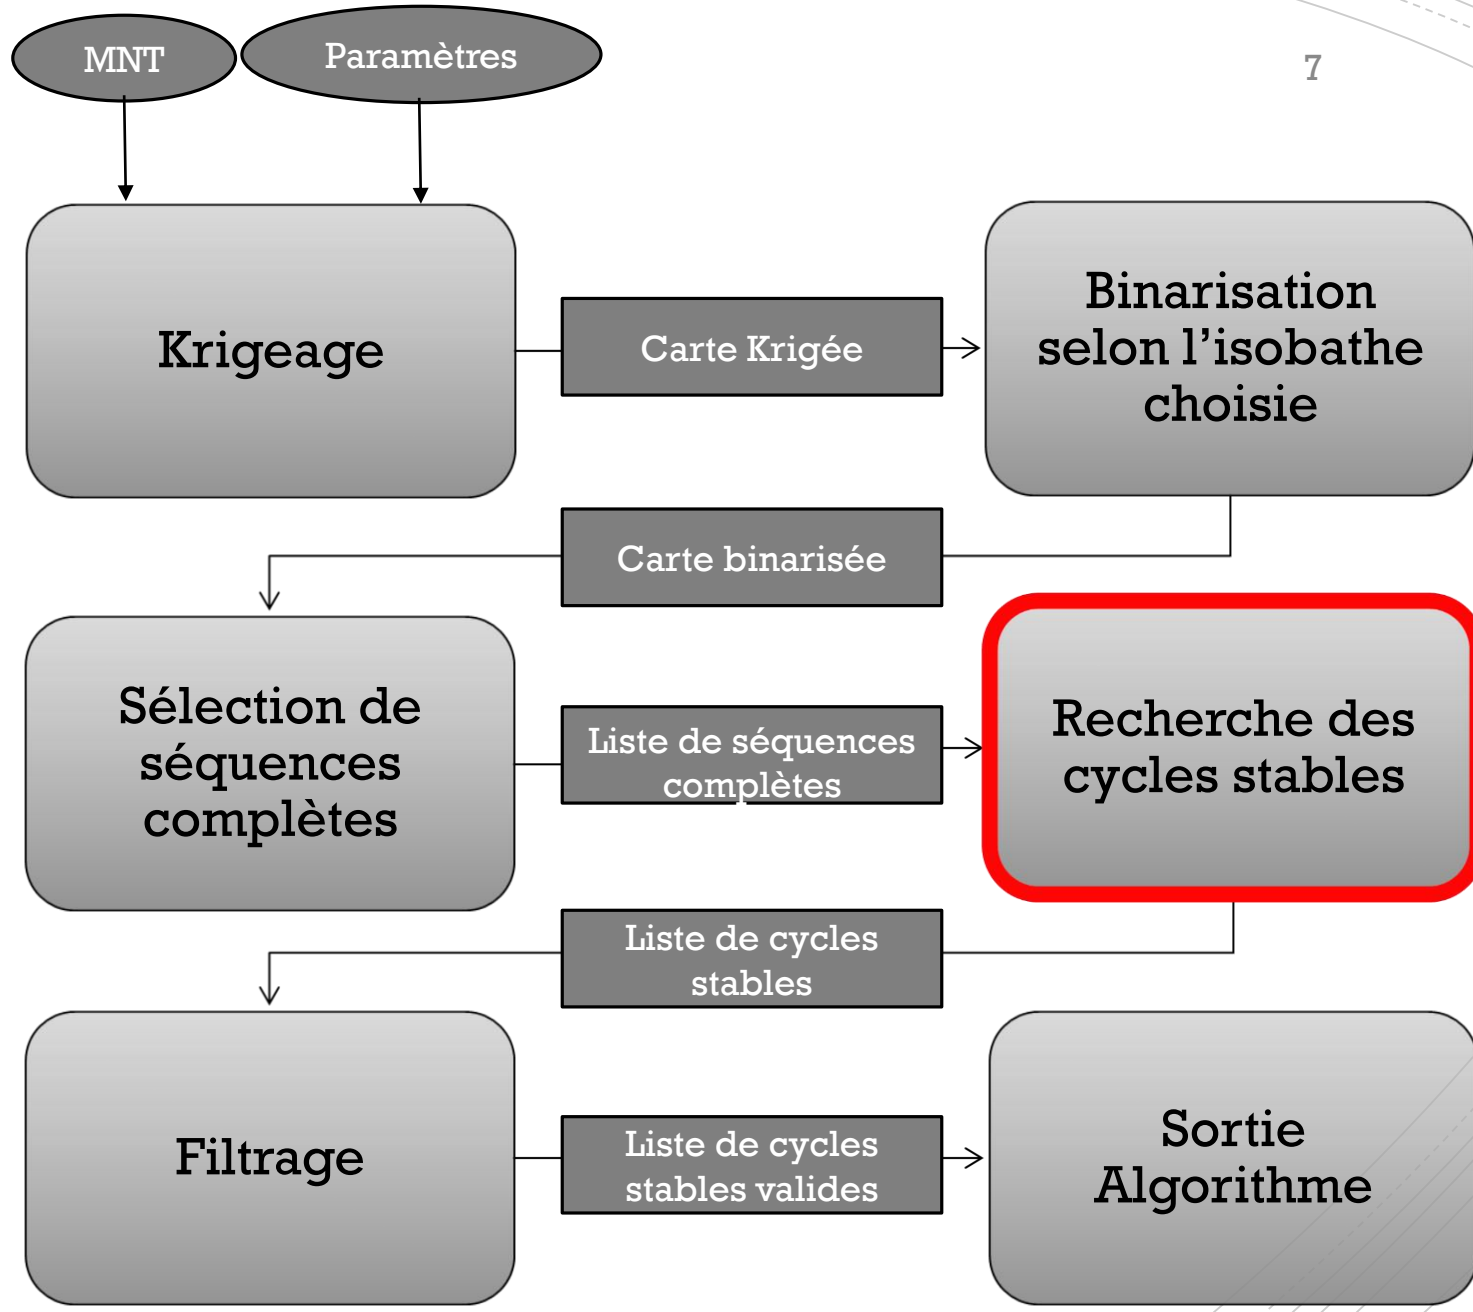 MNT
Paramètres
7
Krigeage
Carte Krigée
Binarisation
selon l’isobathe
choisie
Carte binarisée
Sélection de
séquences
complètes
Liste de séquences
complètes
Recherche des
cycles stables
Liste de cycles
stables
Filtrage
Liste de cycles
stables valides
Sortie
Algorithme